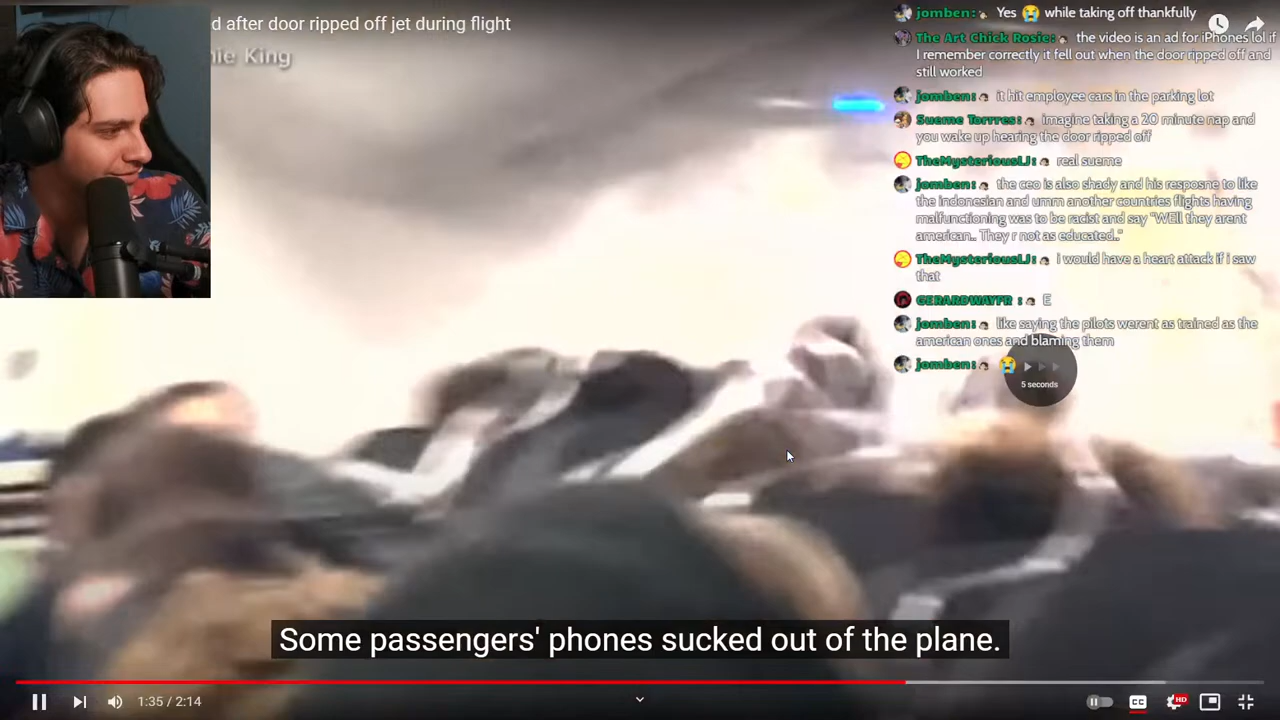 d after door ripped off jet during flight
nie King
jomben: Yes 😭 while taking off thankfully
The Art Chick Rosie: the video is an ad for iPhones lol if
I remember correctly it fell out when the door ripped off and
still worked
jomben: it hit employee cars in the parking lot
Sueme Torrres: imagine taking a 20 minute nap and
you wake up hearing the door ripped off
TheMysteriousLJ: real sueme
jomben: the ceo is also shady and his resposne to like
the indonesian and umm another countries flights having
malfunctioning was to be racist and say "WEll they arent
american.. They r not as educated.."
TheMysteriousLJ: i would have a heart attack if i saw
that
GERARDWAYFR : E
jomben: like saying the pilots werent as trained as the
american ones and blaming them
jomben: 😭
5 seconds
Some passengers' phones sucked out of the plane.
1:35 / 2:14
CC
HD